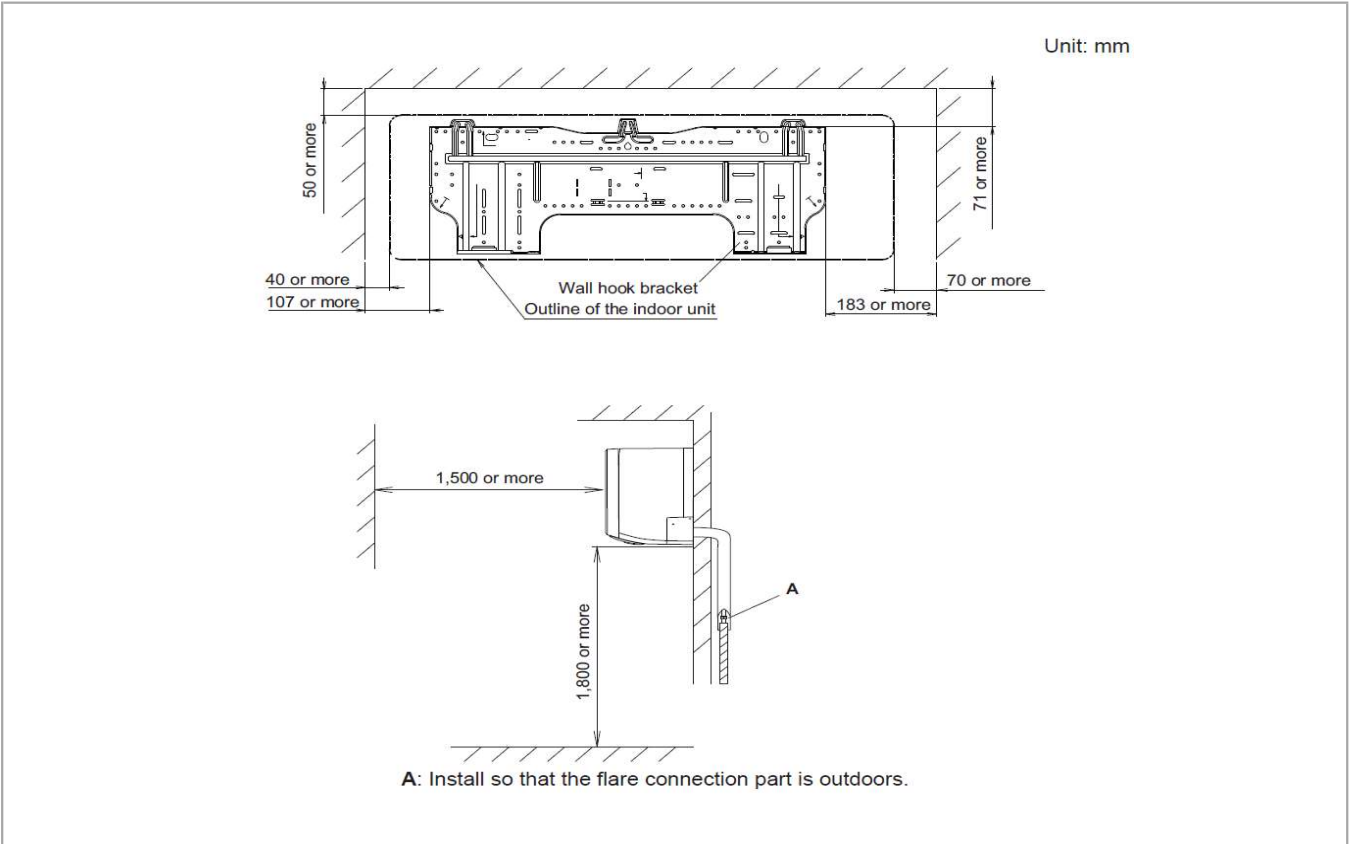 Unit: mm
50 or more
71 or more
40 or more
107 or more
Wall hook bracket
Outline of the indoor unit
70 or more
183 or more
1,500 or more
1,800 or more
A
A: Install so that the flare connection part is outdoors.